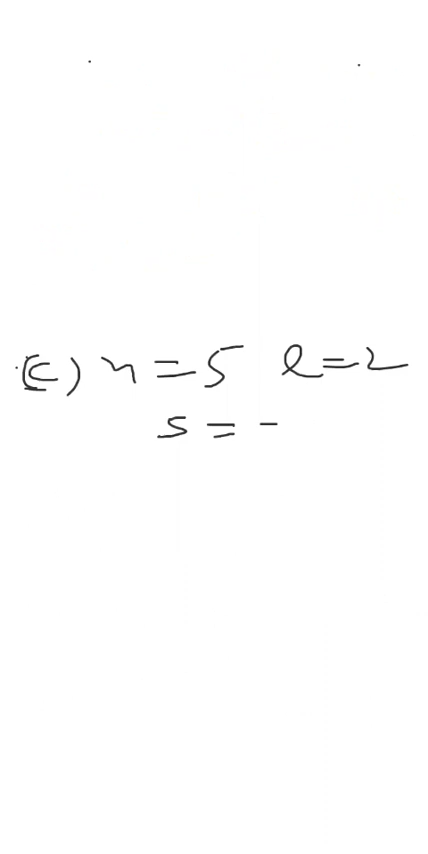 (c) n = 5 l = 2
s = -